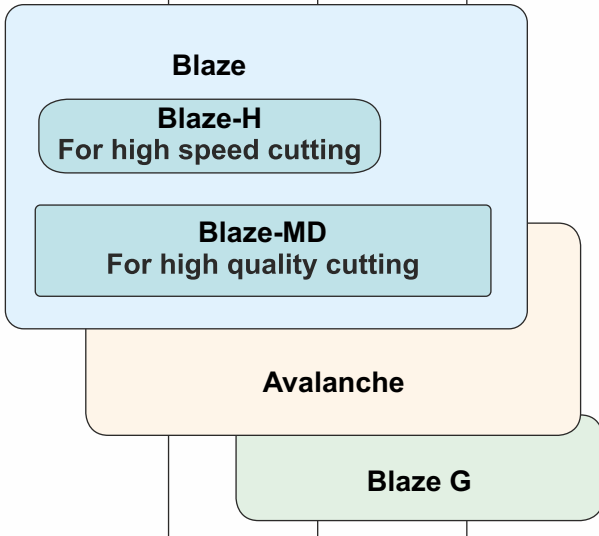 Blaze
Blaze-H
For high speed cutting
Blaze-MD
For high quality cutting
Avalanche
Blaze G